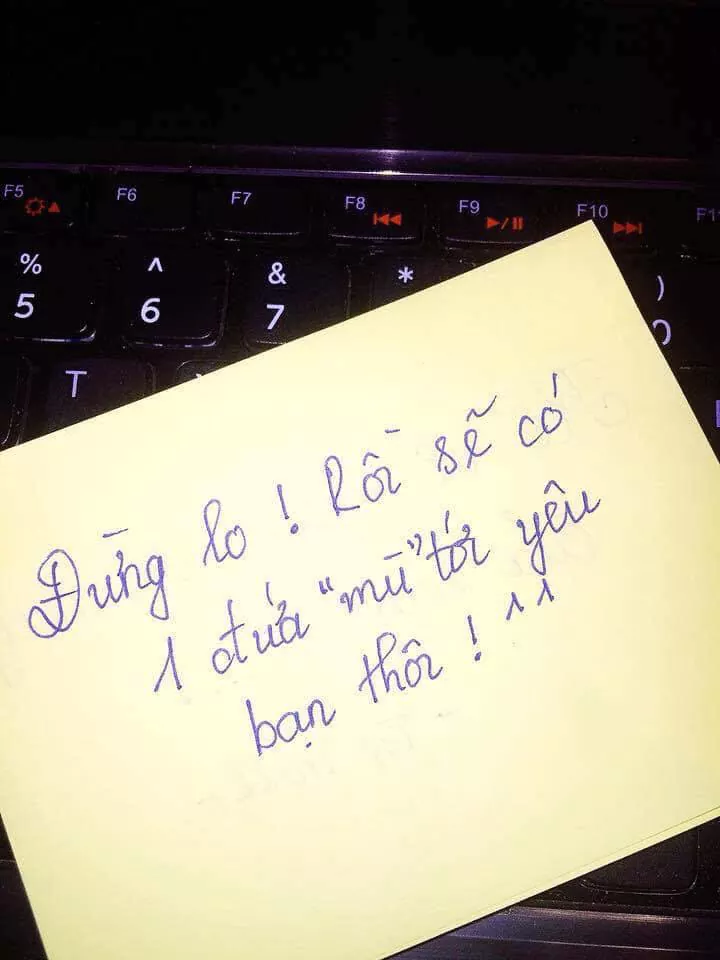 F5 F6 F7 F8 F9 F10 F1
% ^ & * )
5 6 7
T
Đừng lo ! Rồi sẽ có
1 đứa "mù" tới yêu
bạn thôi ! ^^